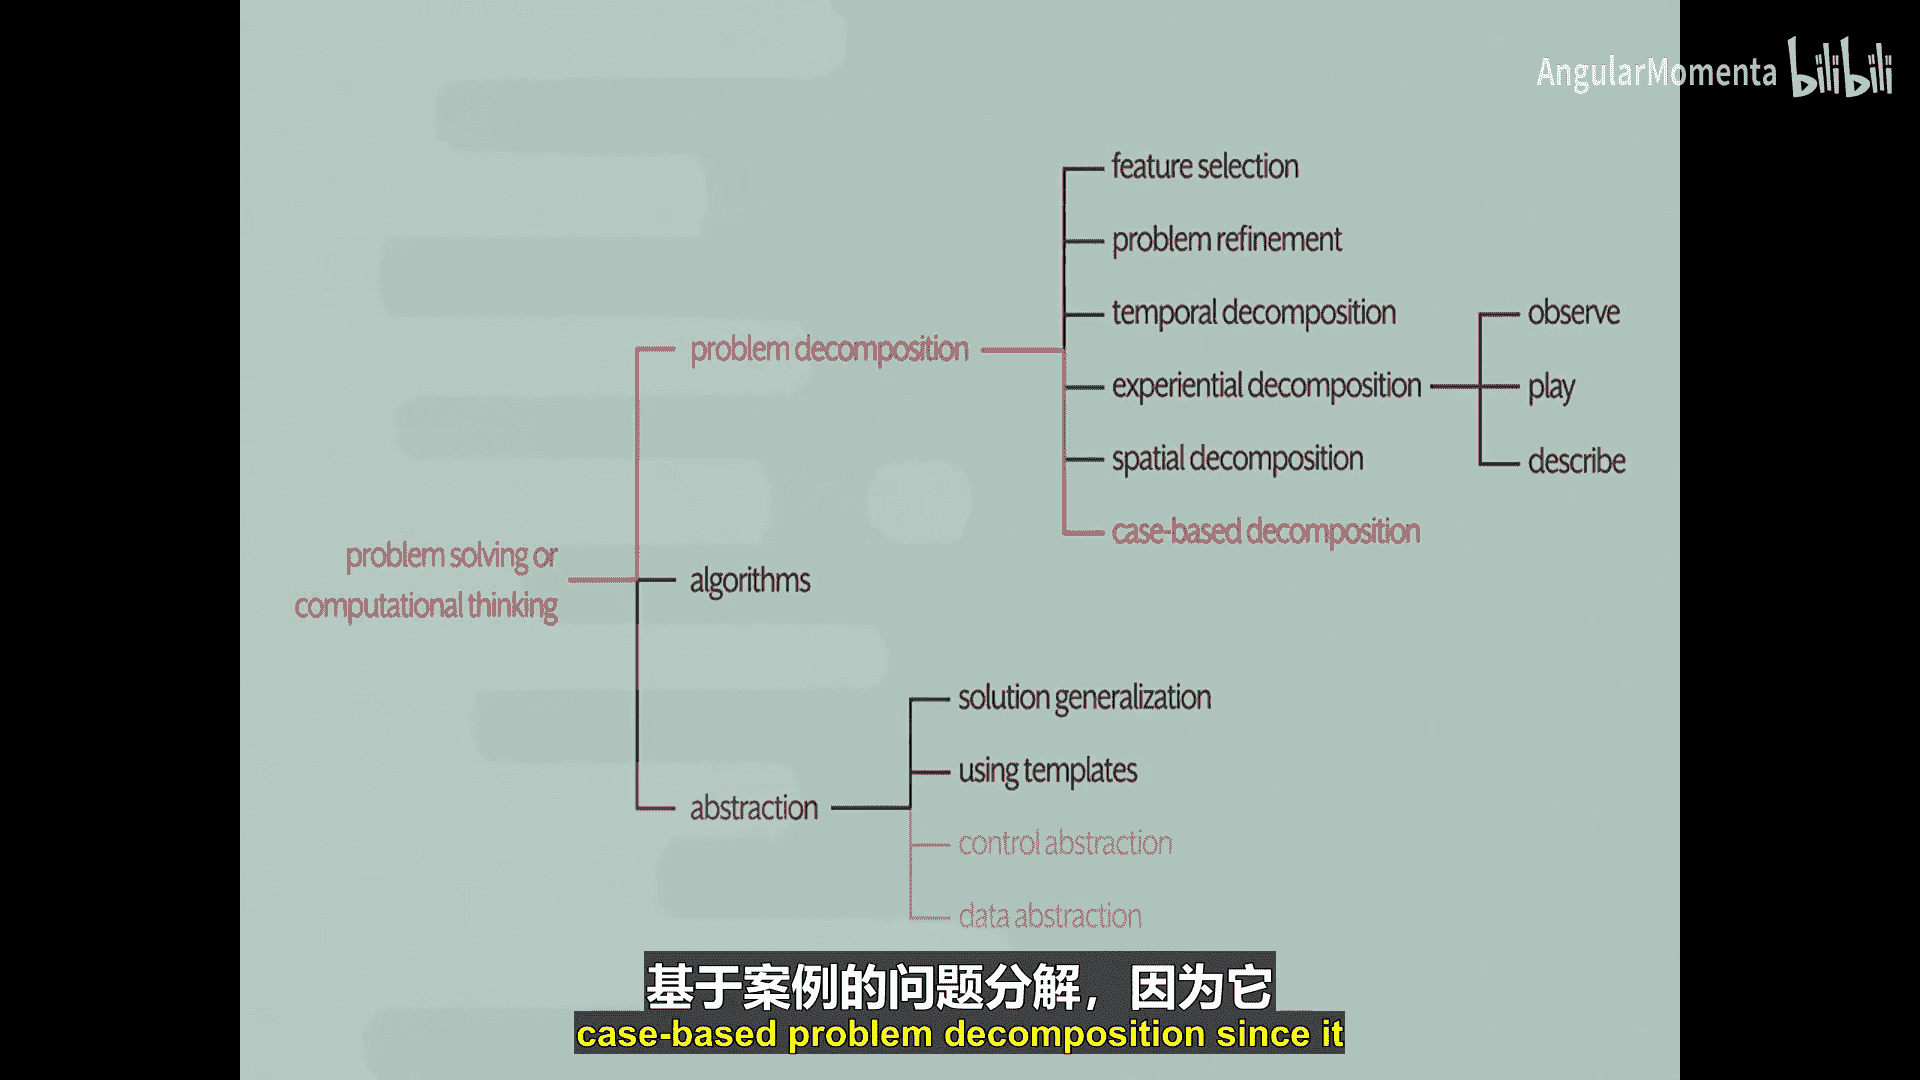 AngularMomenta bilibili
feature selection
problem refinement
temporal decomposition
observe
problem decomposition
experiential decomposition
play
spatial decomposition
describe
case-based decomposition
problem solving or
computational thinking
algorithms
solution generalization
using templates
abstraction
control abstraction
data abstraction
基于案例的问题分解，因为它
case-based problem decomposition since it